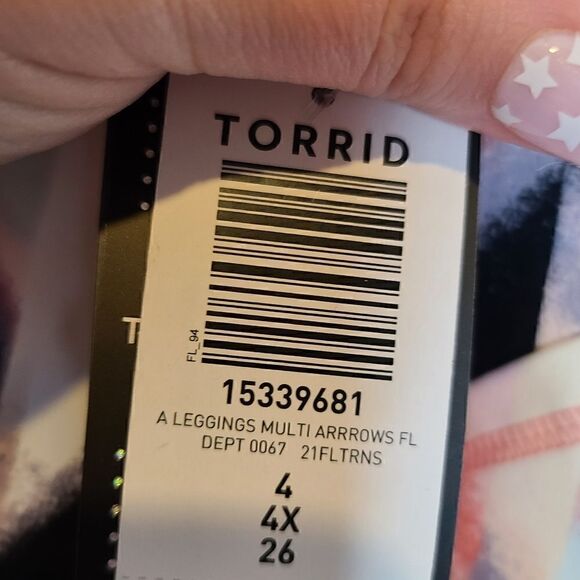 TORRID
FL_94
15339681
A LEGGINGS MULTI ARRROWS FL
DEPT 0067 21FLTRNS
4
4X
26
T